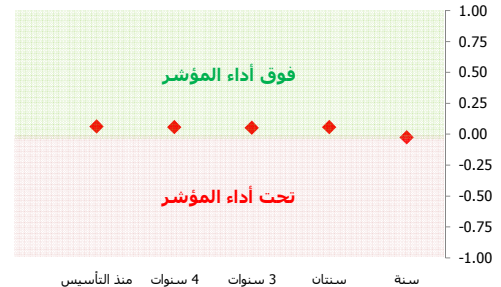 1.00
0.75
فوق أداء المؤشر
0.50
0.25
0.00
-0.25
تحت أداء المؤشر
-0.50
-0.75
-1.00
سنة
سنتان
3 سنوات
4 سنوات
منذ التأسيس